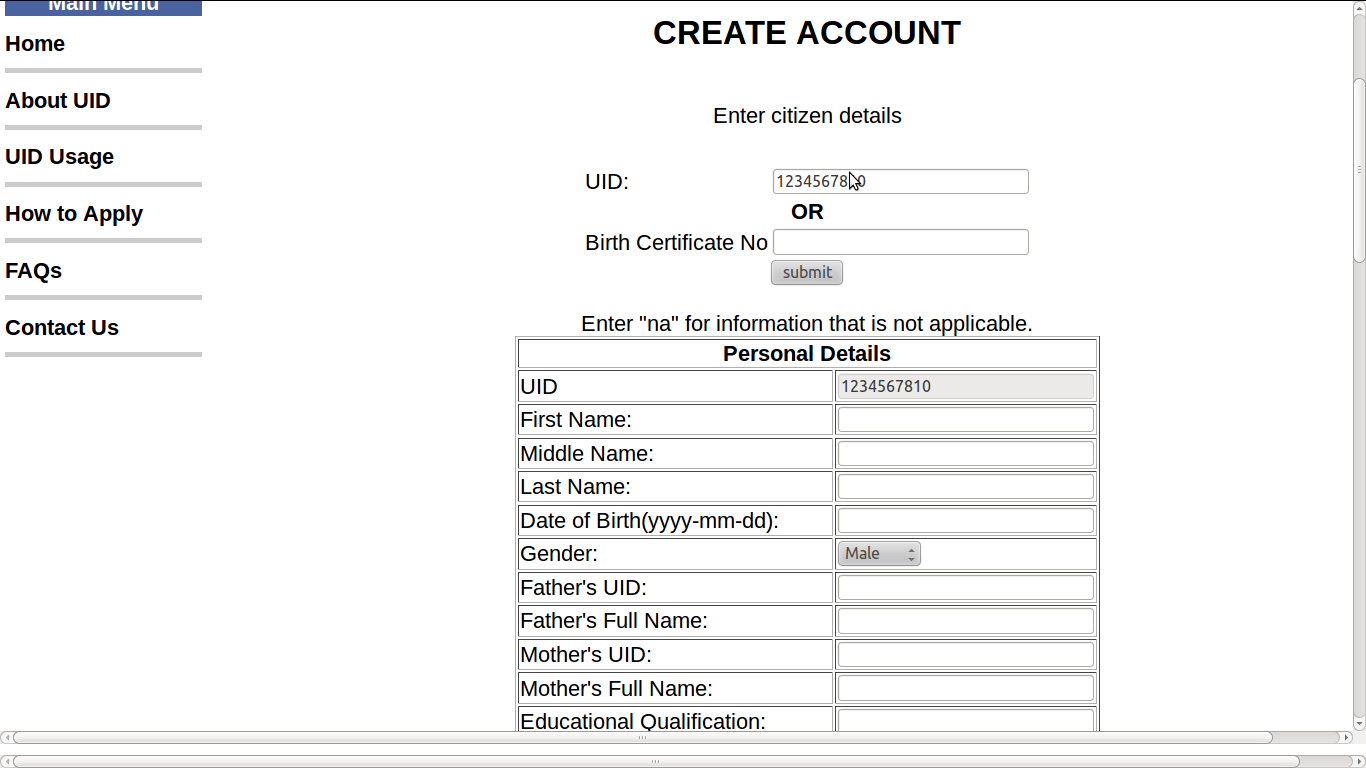 Main Menu
Home
About UID
UID Usage
How to Apply
FAQs
Contact Us
CREATE ACCOUNT
Enter citizen details
UID:
OR
Birth Certificate No
submit
Enter "na" for information that is not applicable.
Personal Details
UID 1234567810
First Name:
Middle Name:
Last Name:
Date of Birth(yyyy-mm-dd):
Gender: Male
Father's UID:
Father's Full Name:
Mother's UID:
Mother's Full Name:
Educational Qualification: